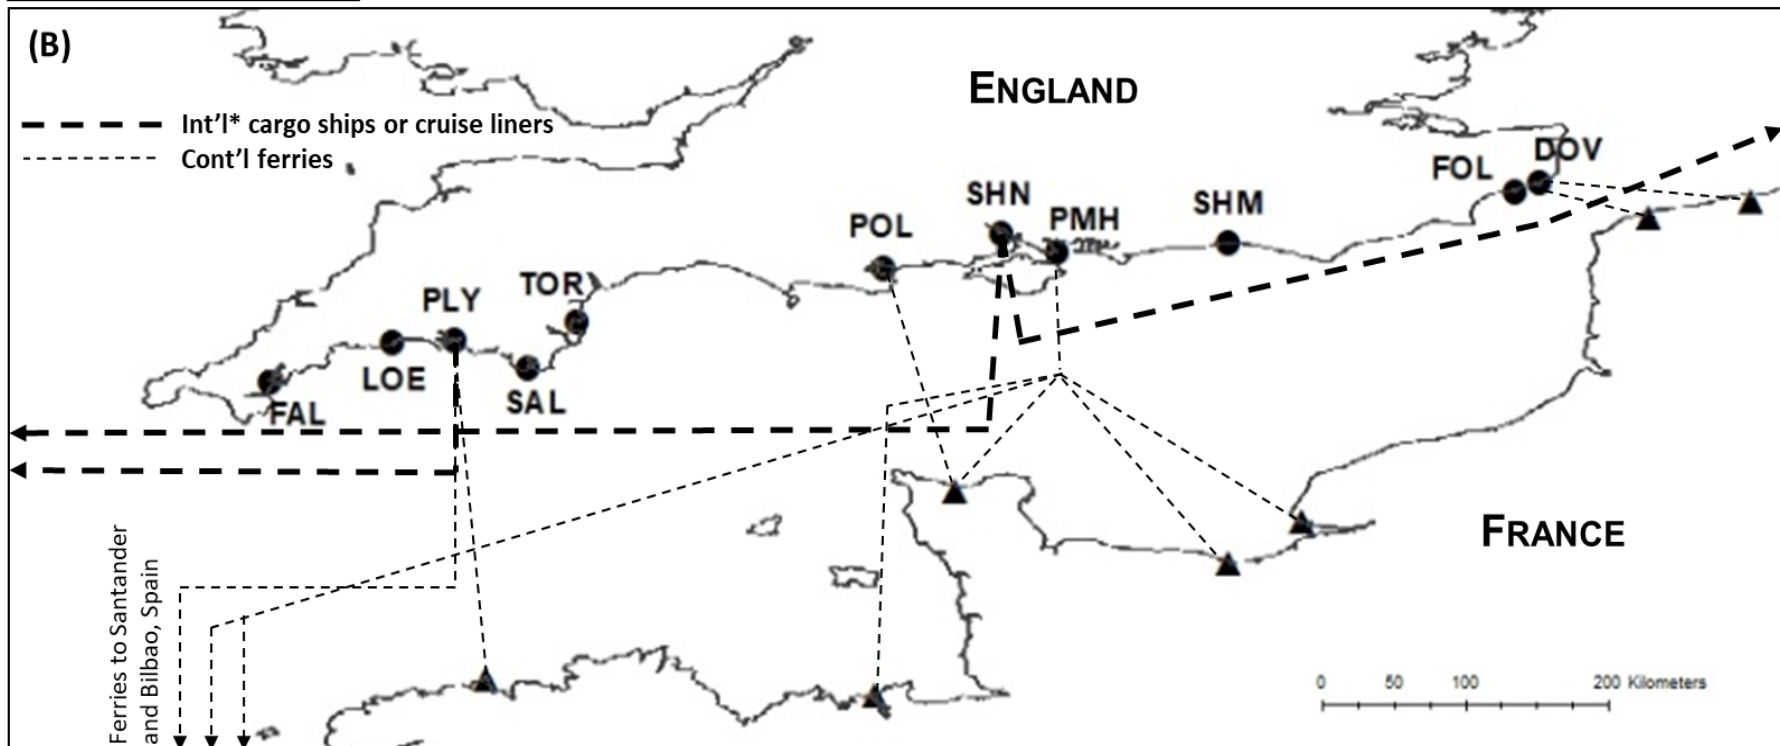 (B)
ENGLAND
Int'l* cargo ships or cruise liners
Cont'l ferries
DOV
FOL
SHN
SHM
PMH
POL
TOR
PLY
LOE
SAL
FAL
FRANCE
Ferries to Santander
and Bilbao, Spain
0 50 100 200 Kilometers